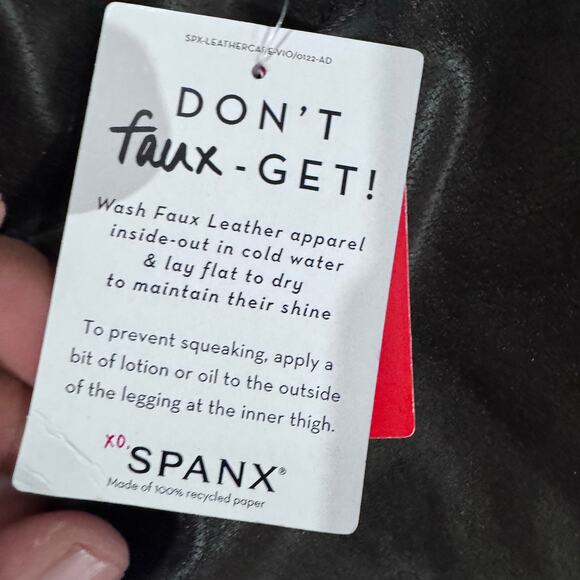 SPX-LEATHERCARE-VIO/0122-AD
DON'T
faux-GET!
Wash Faux Leather apparel
inside-out in cold water
& lay flat to dry
to maintain their shine
To prevent squeaking, apply a
bit of lotion or oil to the outside
of the legging at the inner thigh.
XO,
SPANX®
Made of 100% recycled paper